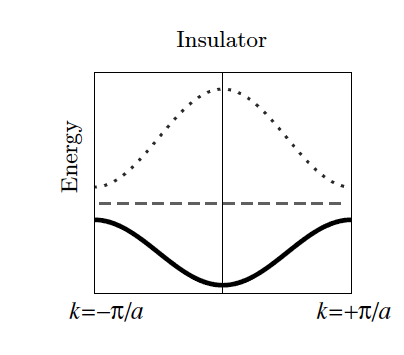 Insulator
Energy
k=−π/a
k=+π/a